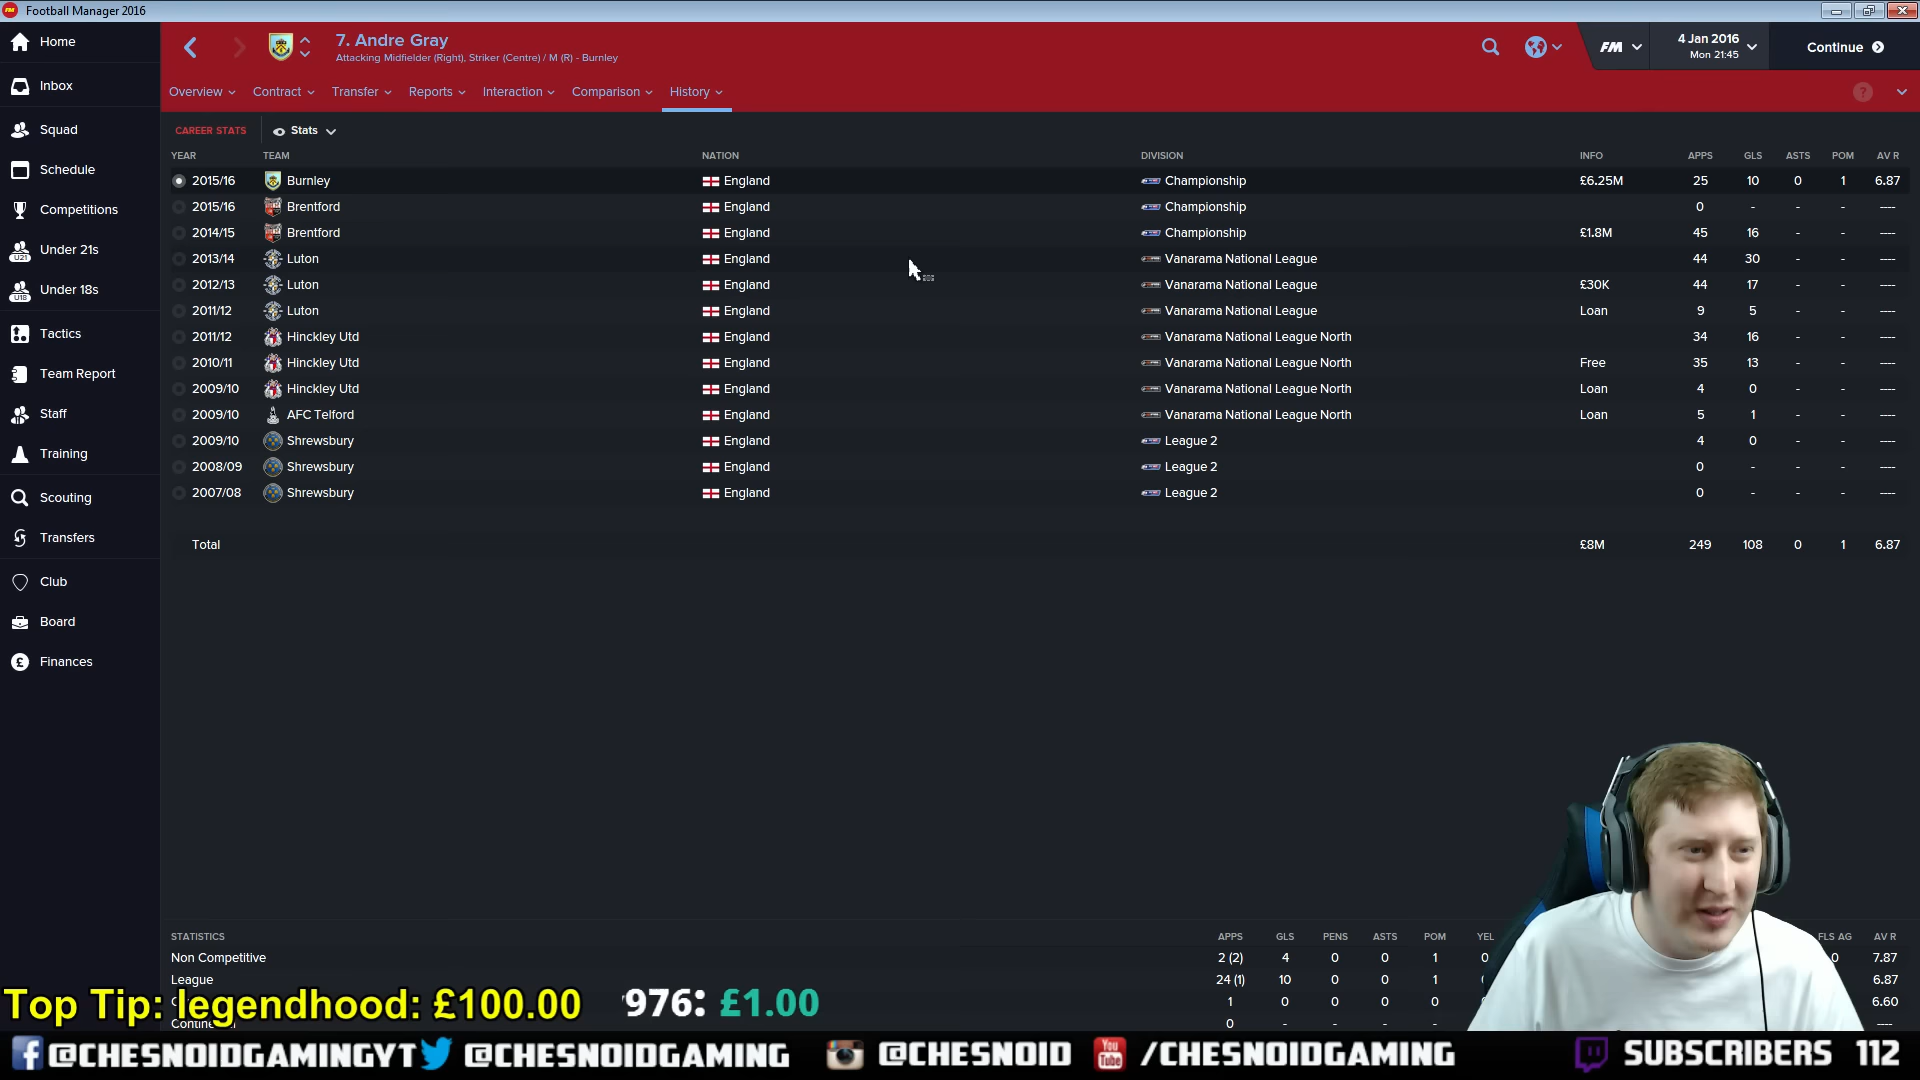 Football Manager 2016
Home
Inbox
Squad
Schedule
Competitions
Under 21s
Under 18s
Tactics
Team Report
Staff
Training
Scouting
Transfers
Club
Board
Finances
7. Andre Gray
Attacking Midfielder (Right), Striker (Centre) / M (R) - Burnley
FM
4 Jan 2016
Mon 21:45
Continue
Overview Contract Transfer Reports Interaction Comparison History
CAREER STATS Stats
YEAR TEAM NATION DIVISION INFO APPS GLS ASTS POM AV R
2015/16 Burnley England Championship £6.25M 25 10 0 1 6.87
2015/16 Brentford England Championship 0 - - - ----
2014/15 Brentford England Championship £1.8M 45 16 - - ----
2013/14 Luton England Vanarama National League 44 30 - - ----
2012/13 Luton England Vanarama National League £30K 44 17 - - ----
2011/12 Luton England Vanarama National League Loan 9 5 - - ----
2011/12 Hinckley Utd England Vanarama National League North 34 16 - - ----
2010/11 Hinckley Utd England Vanarama National League North Free 35 13 - - ----
2009/10 Hinckley Utd England Vanarama National League North Loan 4 0 - - ----
2009/10 AFC Telford England Vanarama National League North Loan 5 1 - - ----
2009/10 Shrewsbury England League 2 4 0 - - ----
2008/09 Shrewsbury England League 2 0 - - - ----
2007/08 Shrewsbury England League 2 0 - - - ----
Total £8M 249 108 0 1 6.87
STATISTICS APPS GLS PENS ASTS POM YEL FLS AG AV R
Non Competitive 2 (2) 4 0 0 1 0 0 7.87
League 24 (1) 10 0 0 1 6.87
1 0 0 0 0 0 6.60
0 - - - - ----
Top Tip: legendhood: £100.00 976: £1.00
@CHESNOIDGAMINGYT @CHESNOIDGAMING @CHESNOID You Tube /CHESNOIDGAMING SUBSCRIBERS 112